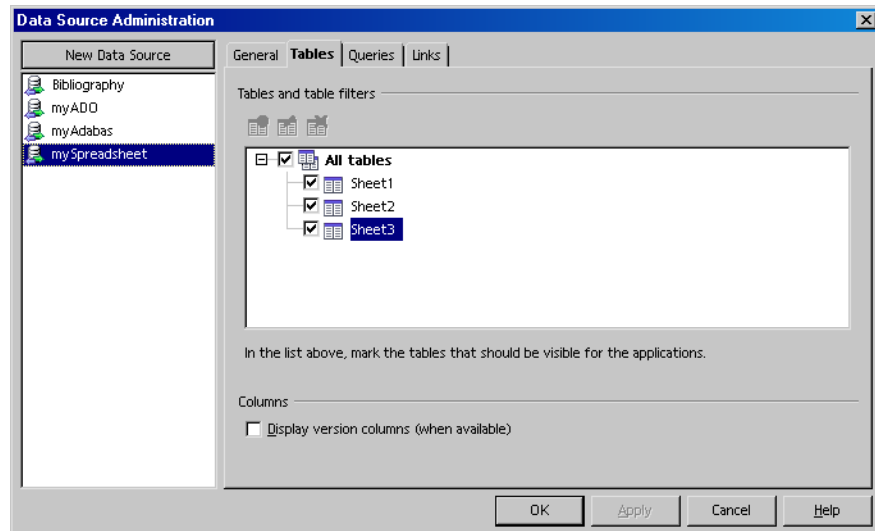 Data Source Administration
New Data Source
General Tables Queries Links
Bibliography
myADO
myAdabas
mySpreadsheet
Tables and table filters
All tables
Sheet1
Sheet2
Sheet3
In the list above, mark the tables that should be visible for the applications.
Columns
Display version columns (when available)
OK Apply Cancel Help